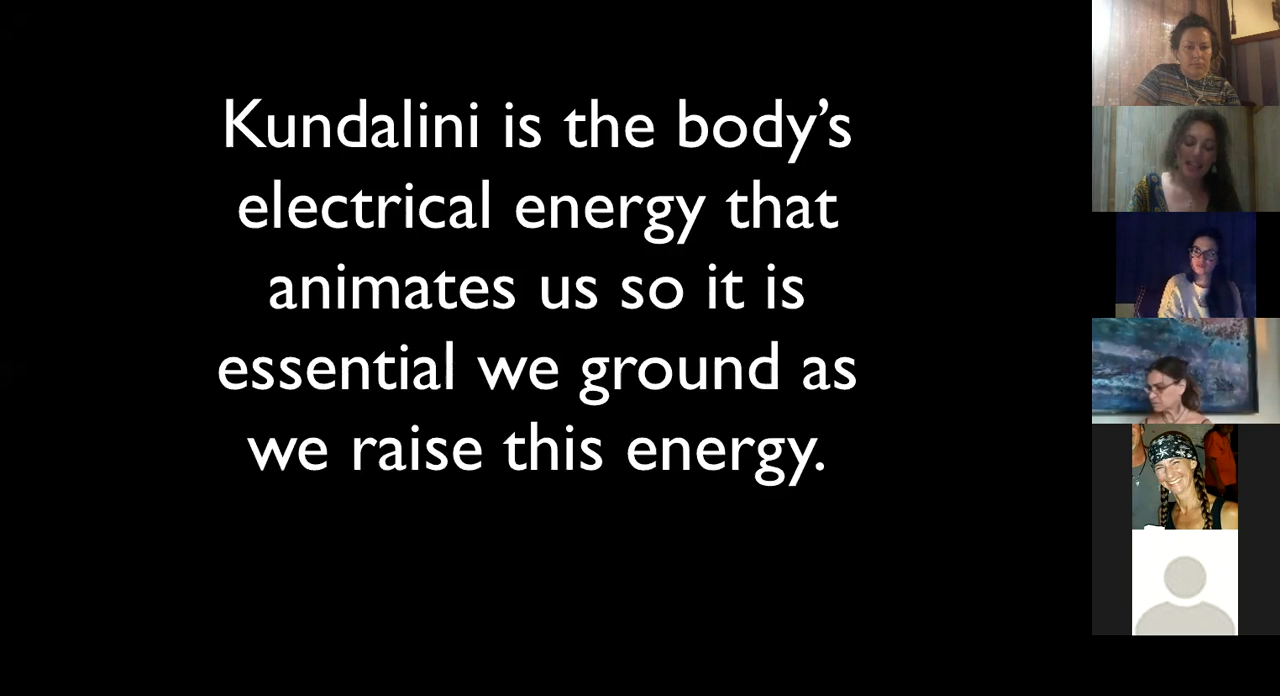 Kundalini is the body’s
electrical energy that
animates us so it is
essential we ground as
we raise this energy.